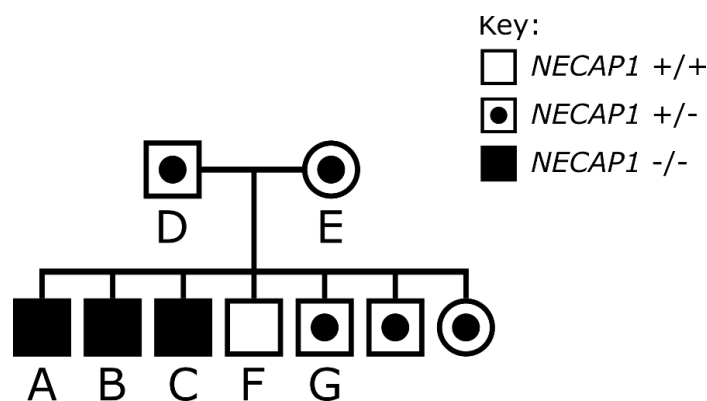 Key:
NECAP1 +/+
NECAP1 +/-
NECAP1 -/-
D E
A B C F G